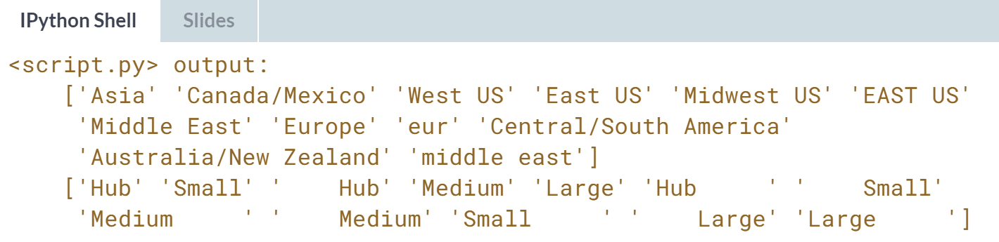 IPython Shell Slides
<script.py> output:
    ['Asia' 'Canada/Mexico' 'West US' 'East US' 'Midwest US' 'EAST US'
     'Middle East' 'Europe' 'eur' 'Central/South America'
     'Australia/New Zealand' 'middle east']
    ['Hub' 'Small' '    Hub' 'Medium' 'Large' 'Hub     ' '    Small'
     'Medium     ' '    Medium' 'Small     ' '    Large' 'Large     ']